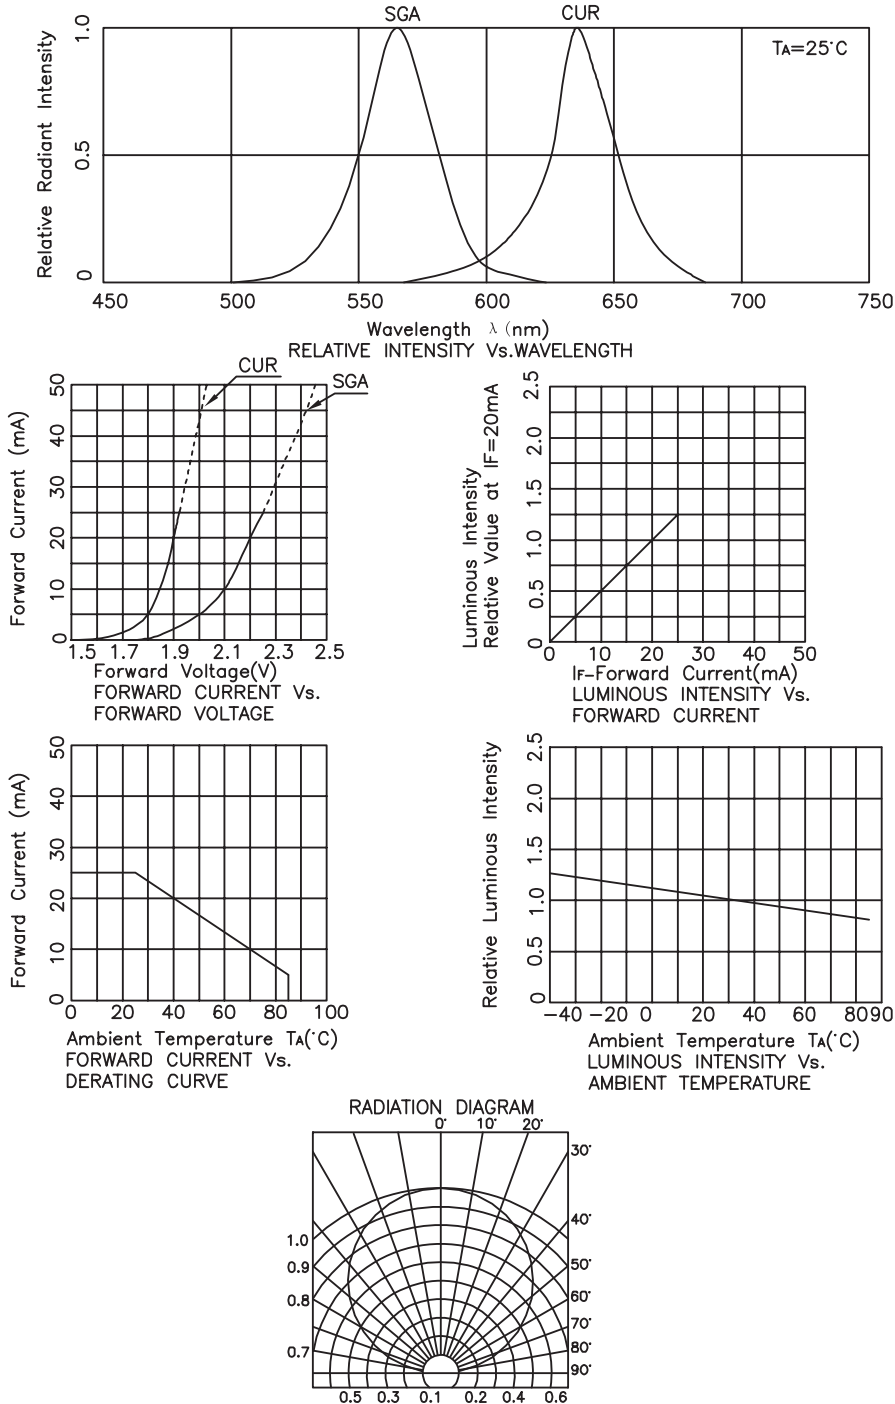 SGA CUR
TA=25°C
Relative Radiant Intensity
1.0
0.5
0
450 500 550 600 650 700 750
Wavelength λ (nm)
RELATIVE INTENSITY Vs.WAVELENGTH
CUR
SGA
Forward Current (mA)
50
40
30
20
10
0
1.5 1.7 1.9 2.1 2.3 2.5
Forward Voltage(V)
FORWARD CURRENT Vs.
FORWARD VOLTAGE
Luminous Intensity
Relative Value at IF=20mA
2.5
2.0
1.5
1.0
0.5
0
0 10 20 30 40 50
IF-Forward Current(mA)
LUMINOUS INTENSITY Vs.
FORWARD CURRENT
Forward Current (mA)
50
40
30
20
10
0
0 20 40 60 80 100
Ambient Temperature TA(°C)
FORWARD CURRENT Vs.
DERATING CURVE
Relative Luminous Intensity
2.5
2.0
1.5
1.0
0.5
0
-40 -20 0 20 40 60 80 90
Ambient Temperature TA(°C)
LUMINOUS INTENSITY Vs.
AMBIENT TEMPERATURE
RADIATION DIAGRAM
0° 10° 20°
30°
40°
50°
60°
70°
80°
90°
1.0
0.9
0.8
0.7
0.5 0.3 0.1 0.2 0.4 0.6